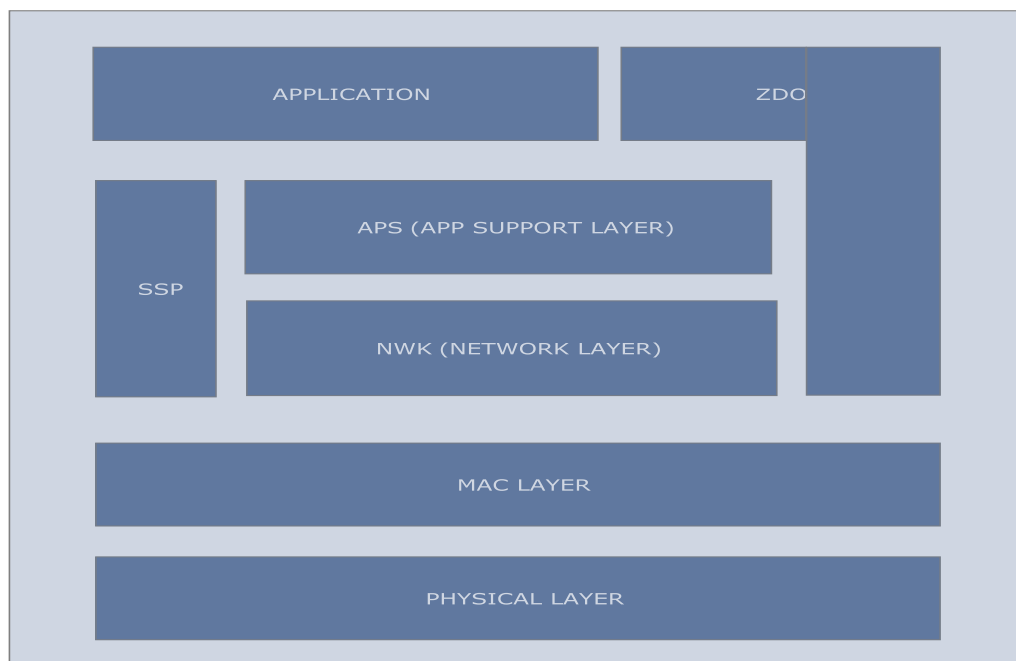 APPLICATION
ZDO
APS (APP SUPPORT LAYER)
SSP
NWK (NETWORK LAYER)
MAC LAYER
PHYSICAL LAYER